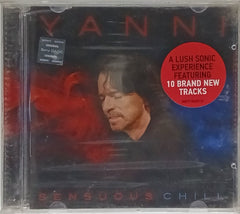 YANNI
A LUSH SONIC
EXPERIENCE
FEATURING
10 BRAND NEW
TRACKS
SENSUOUS CHILL